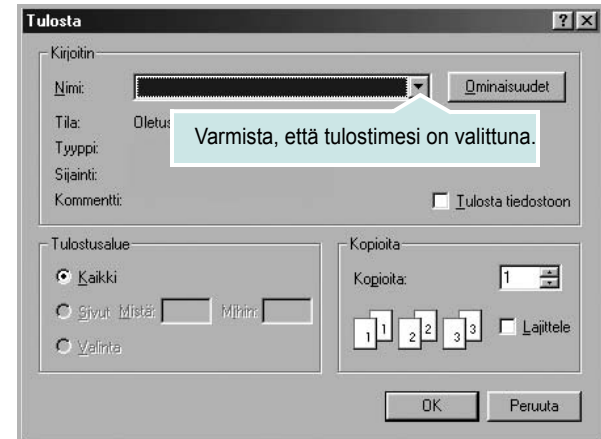 Tulosta
Kirjoitin
Nimi:
Ominaisuudet
Varmista, että tulostimesi on valittuna.
Tila: Oletus
Tyyppi:
Sijainti:
Kommentti:
Tulosta tiedostoon
Tulostusalue
Kaikki
Sivut Mistä: Mihin:
Valinta
Kopioita
Kopioita: 1
1 1 2 2 3 3
Lajittele
OK Peruuta